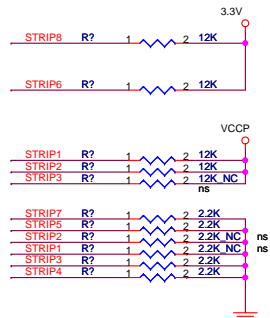 3.3V
STRIP8 R? 1 2 12K
STRIP6 R? 1 2 12K
VCCP
STRIP1 R? 1 2 12K
STRIP2 R? 1 2 12K
STRIP3 R? 1 2 12K_NC
ns
STRIP7 R? 1 2 2.2K
STRIP5 R? 1 2 2.2K
STRIP2 R? 1 2 2.2K_NC ns
STRIP1 R? 1 2 2.2K_NC ns
STRIP3 R? 1 2 2.2K
STRIP4 R? 1 2 2.2K